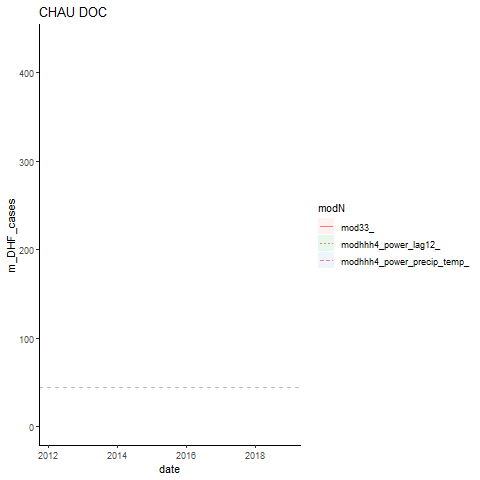 CHAU DOC
400
300
200
100
0
m_DHF_cases
2012 2014 2016 2018
date
modN
mod33_
modhhh4_power_lag12_
modhhh4_power_precip_temp_